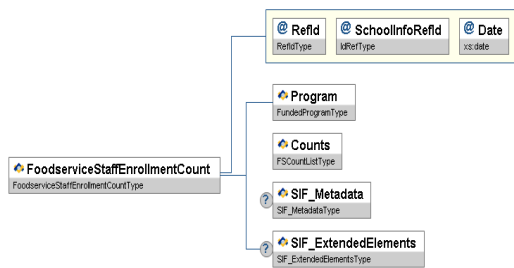 @ RefId
RefIdType
@ SchoolInfoRefId
IdRefType
@ Date
xs:date
Program
FundedProgramType
Counts
FSCountListType
FoodserviceStaffEnrollmentCount
FoodserviceStaffEnrollmentCountType
? SIF_Metadata
SIF_MetadataType
? SIF_ExtendedElements
SIF_ExtendedElementsType